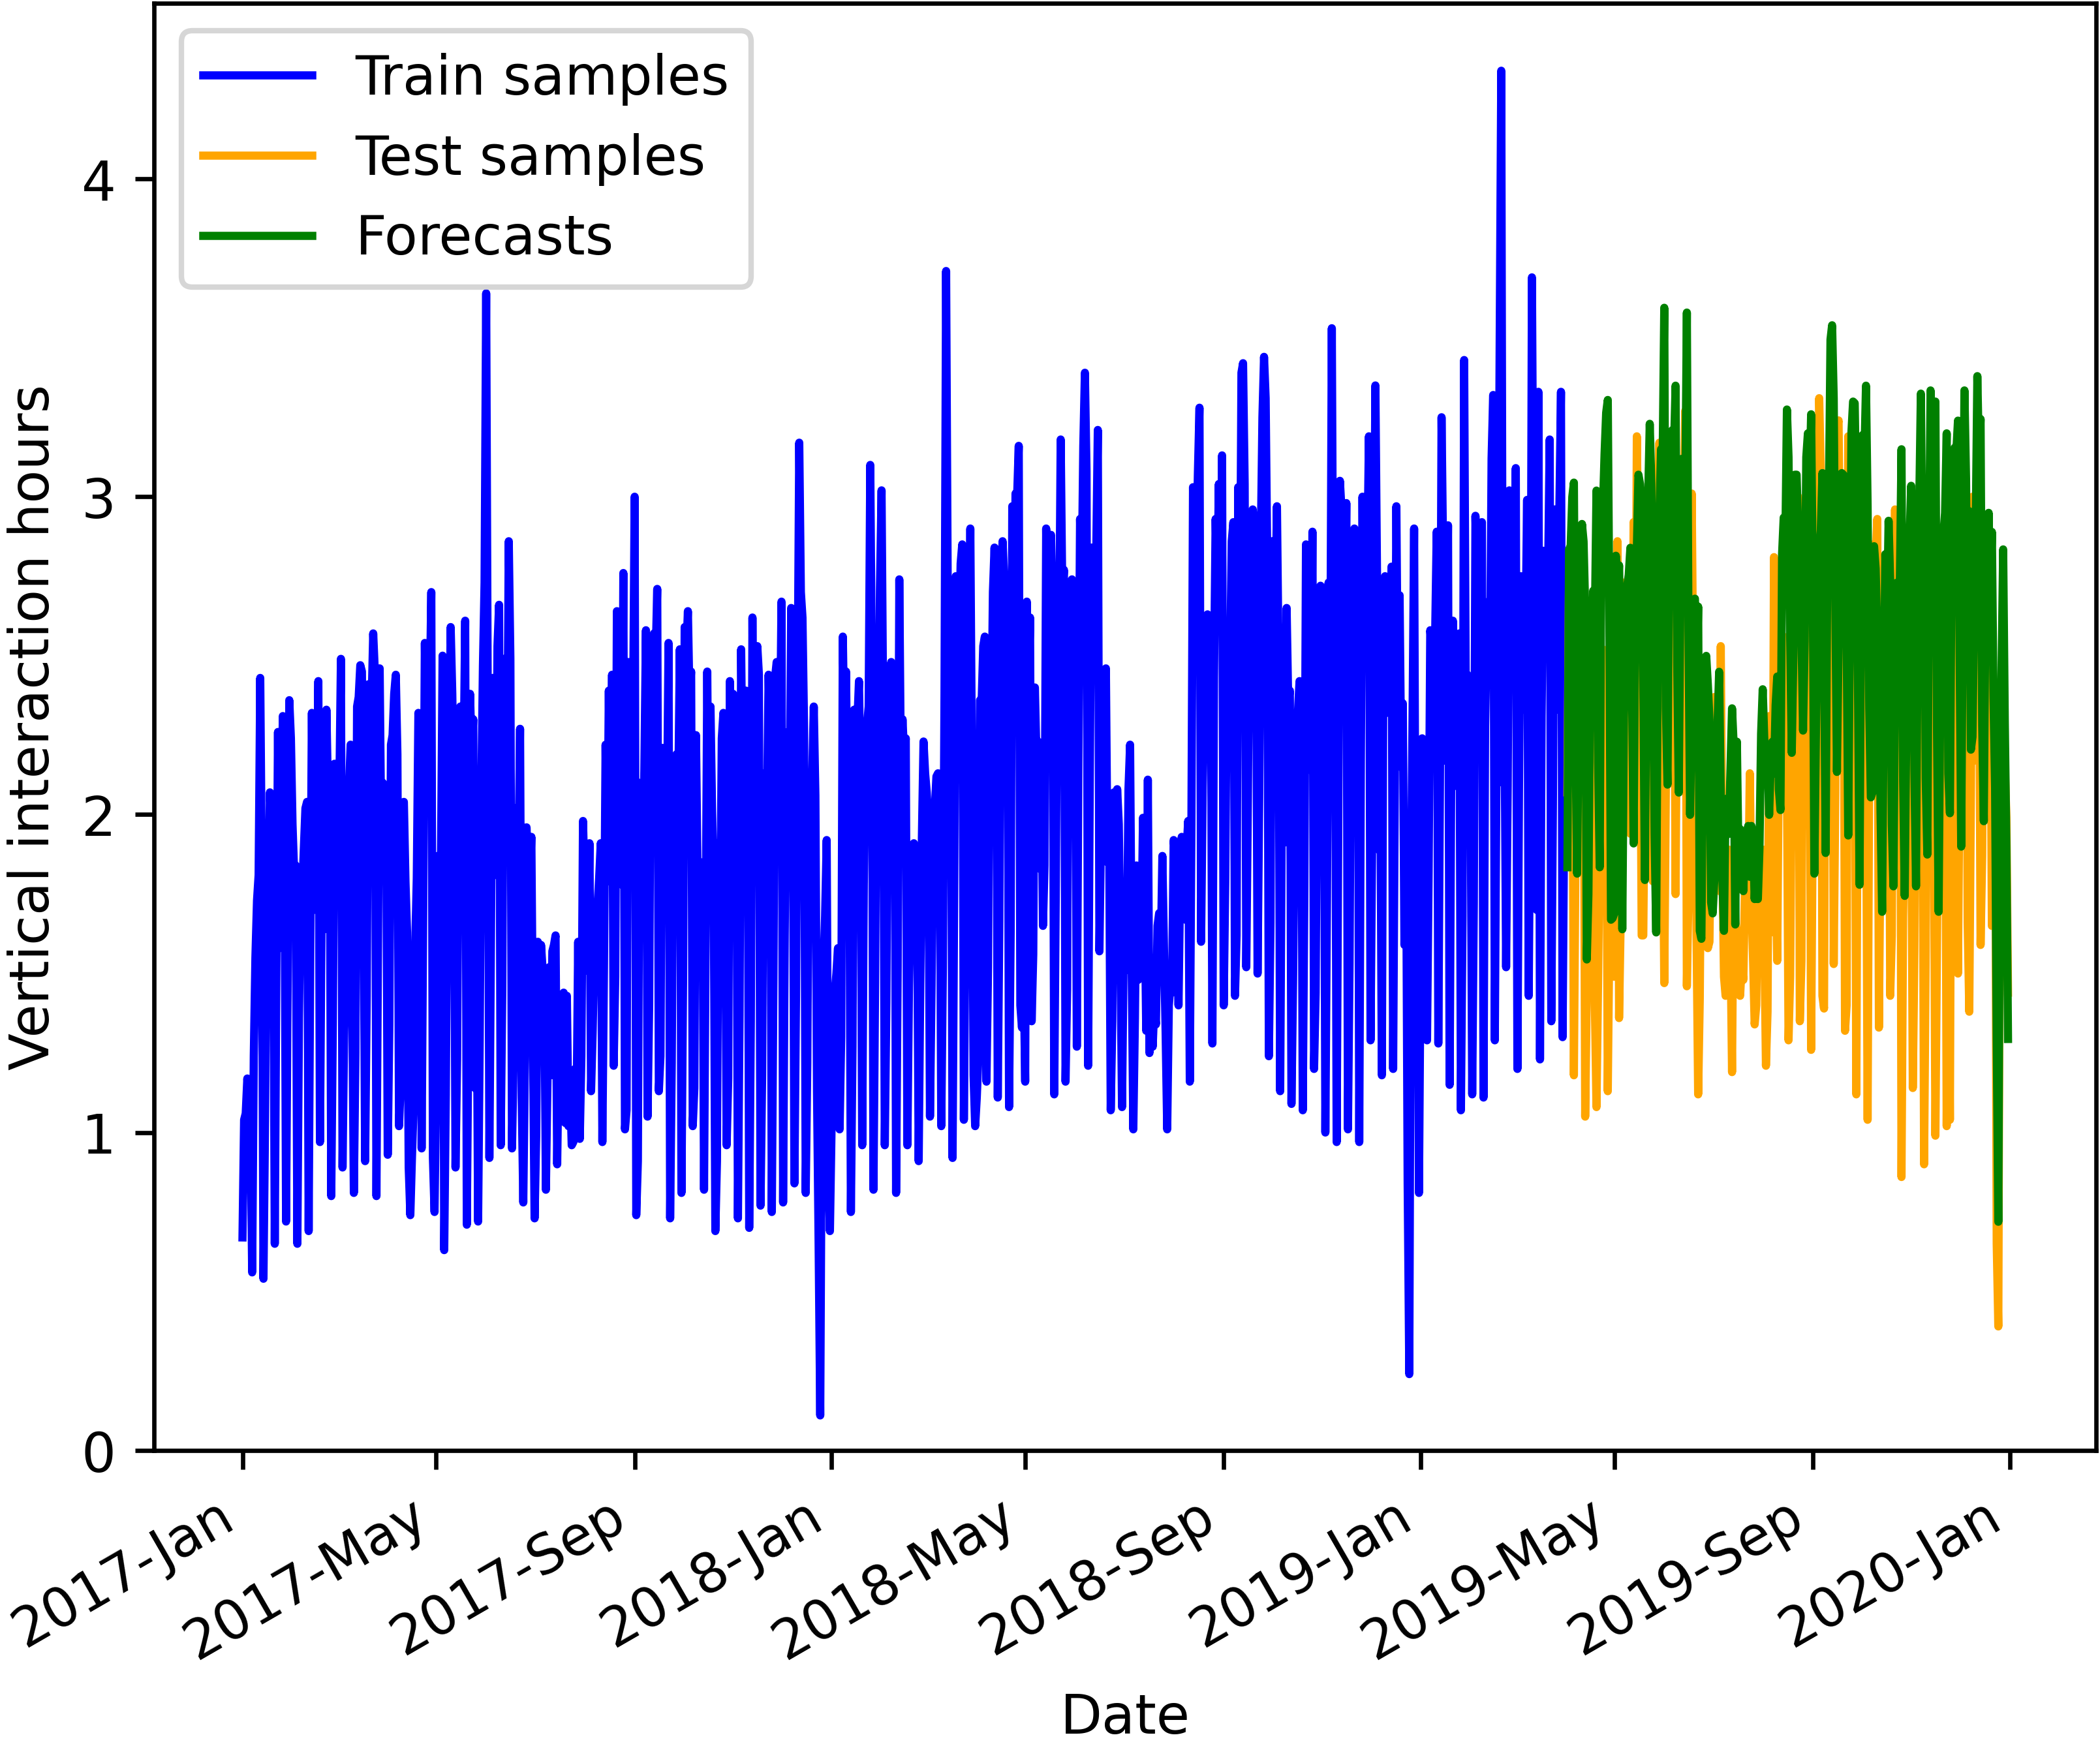 Train samples
Test samples
Forecasts
Vertical interaction hours
4
3
2
1
0
2017-Jan
2017-May
2017-Sep
2018-Jan
2018-May
2018-Sep
2019-Jan
2019-May
2019-Sep
2020-Jan
Date